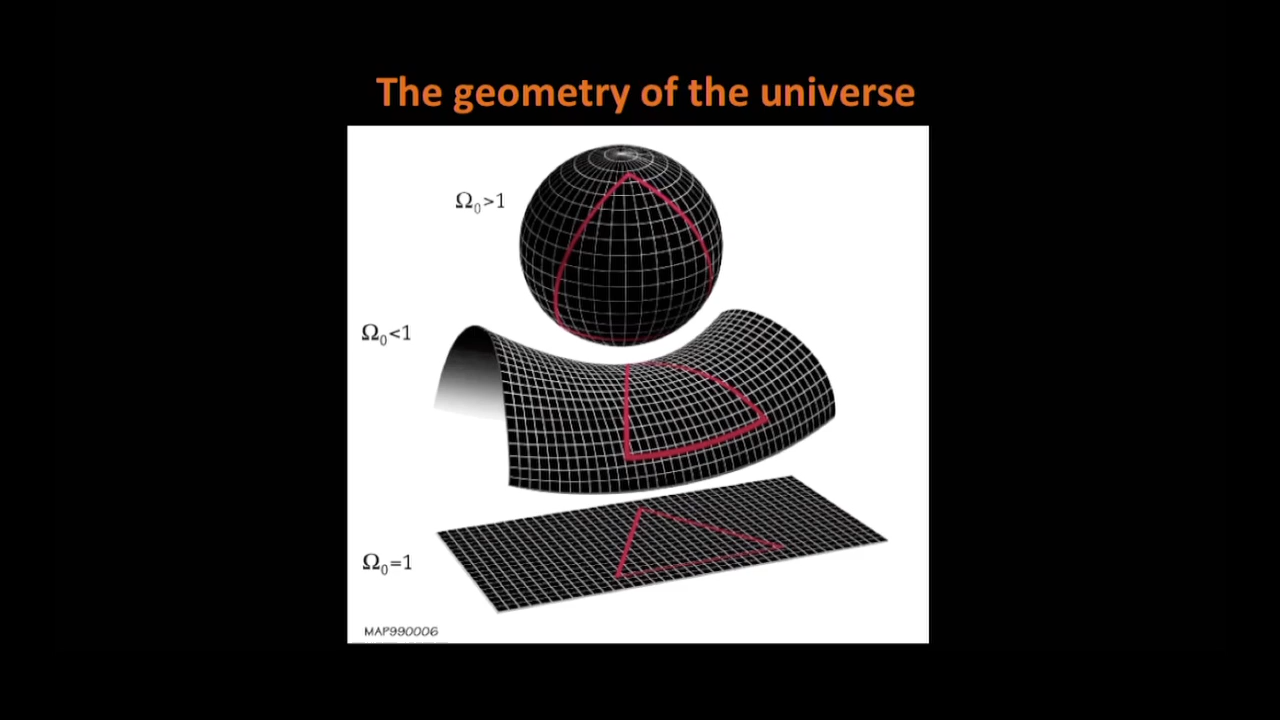 The geometry of the universe
Ω₀>1
Ω₀<1
Ω₀=1
MAP990006